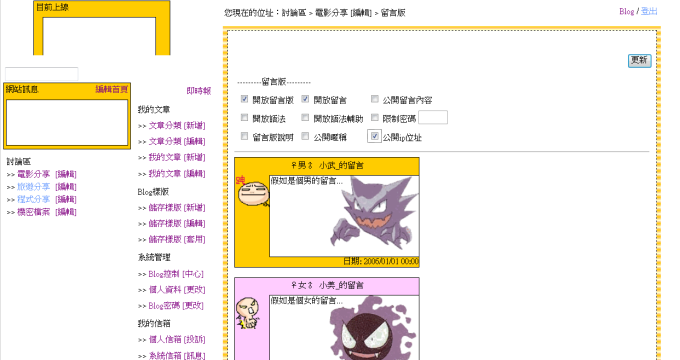 目前上線
您現在的位址：討論區 > 電影分享 [編輯] > 留言版
Blog / 登出
更新
網站訊息 編輯首頁
即時報
討論區
>> 電影分享 [編輯]
>> 旅遊分享 [編輯]
>> 程式分享 [編輯]
>> 機密檔案 [編輯]
我的文章
>> 文章分類 [新增]
>> 文章分類 [編輯]
>> 我的文章 [新增]
>> 我的文章 [編輯]
Blog樣版
>> 儲存樣版 [新增]
>> 儲存樣版 [編輯]
>> 儲存樣版 [套用]
系統管理
>> Blog控制 [中心]
>> 個人資料 [更改]
>> Blog密碼 [更改]
我的信箱
>> 個人信箱 [投訴]
>> 系統信箱 [訊息]
---------留言版---------
開放留言版 開放留言 公開留言內容
開放語法 開放語法輔助 限制密碼
留言版說明 公開暱稱 公開ip位址
♀男♂ 小武_的留言
假如是個男的留言...
日期: 2006/01/01 00:00
♀女♂ 小美_的留言
假如是個女的留言...